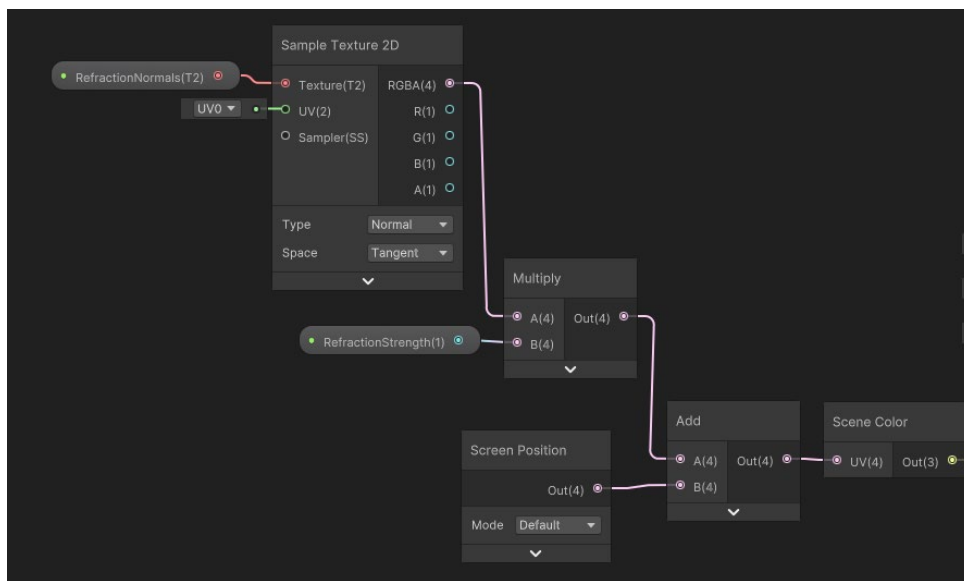 Sample Texture 2D
RefractionNormals(T2)
Texture(T2) RGBA(4)
UV0
UV(2) R(1)
Sampler(SS) G(1)
B(1)
A(1)
Type Normal
Space Tangent
Multiply
A(4) Out(4)
RefractionStrength(1)
B(4)
Add
Scene Color
Screen Position
A(4) Out(4)
UV(4) Out(3)
Out(4)
B(4)
Mode Default